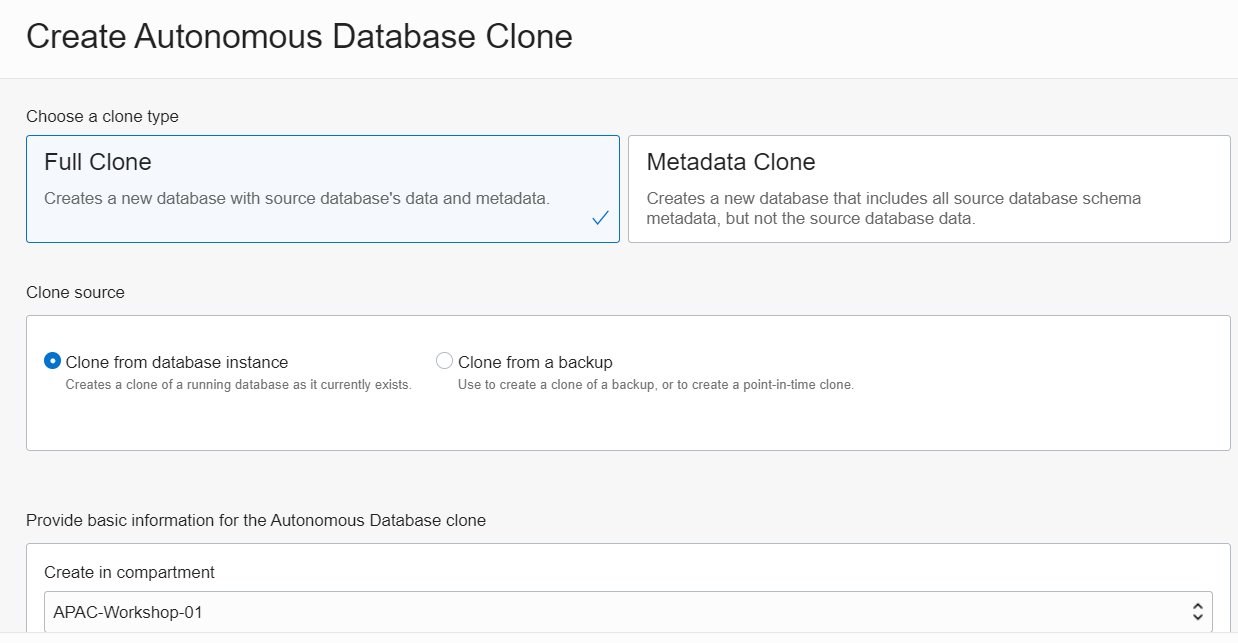 Create Autonomous Database Clone
Choose a clone type
Full Clone
Creates a new database with source database's data and metadata.
Metadata Clone
Creates a new database that includes all source database schema
metadata, but not the source database data.
Clone source
Clone from database instance
Creates a clone of a running database as it currently exists.
Clone from a backup
Use to create a clone of a backup, or to create a point-in-time clone.
Provide basic information for the Autonomous Database clone
Create in compartment
APAC-Workshop-01